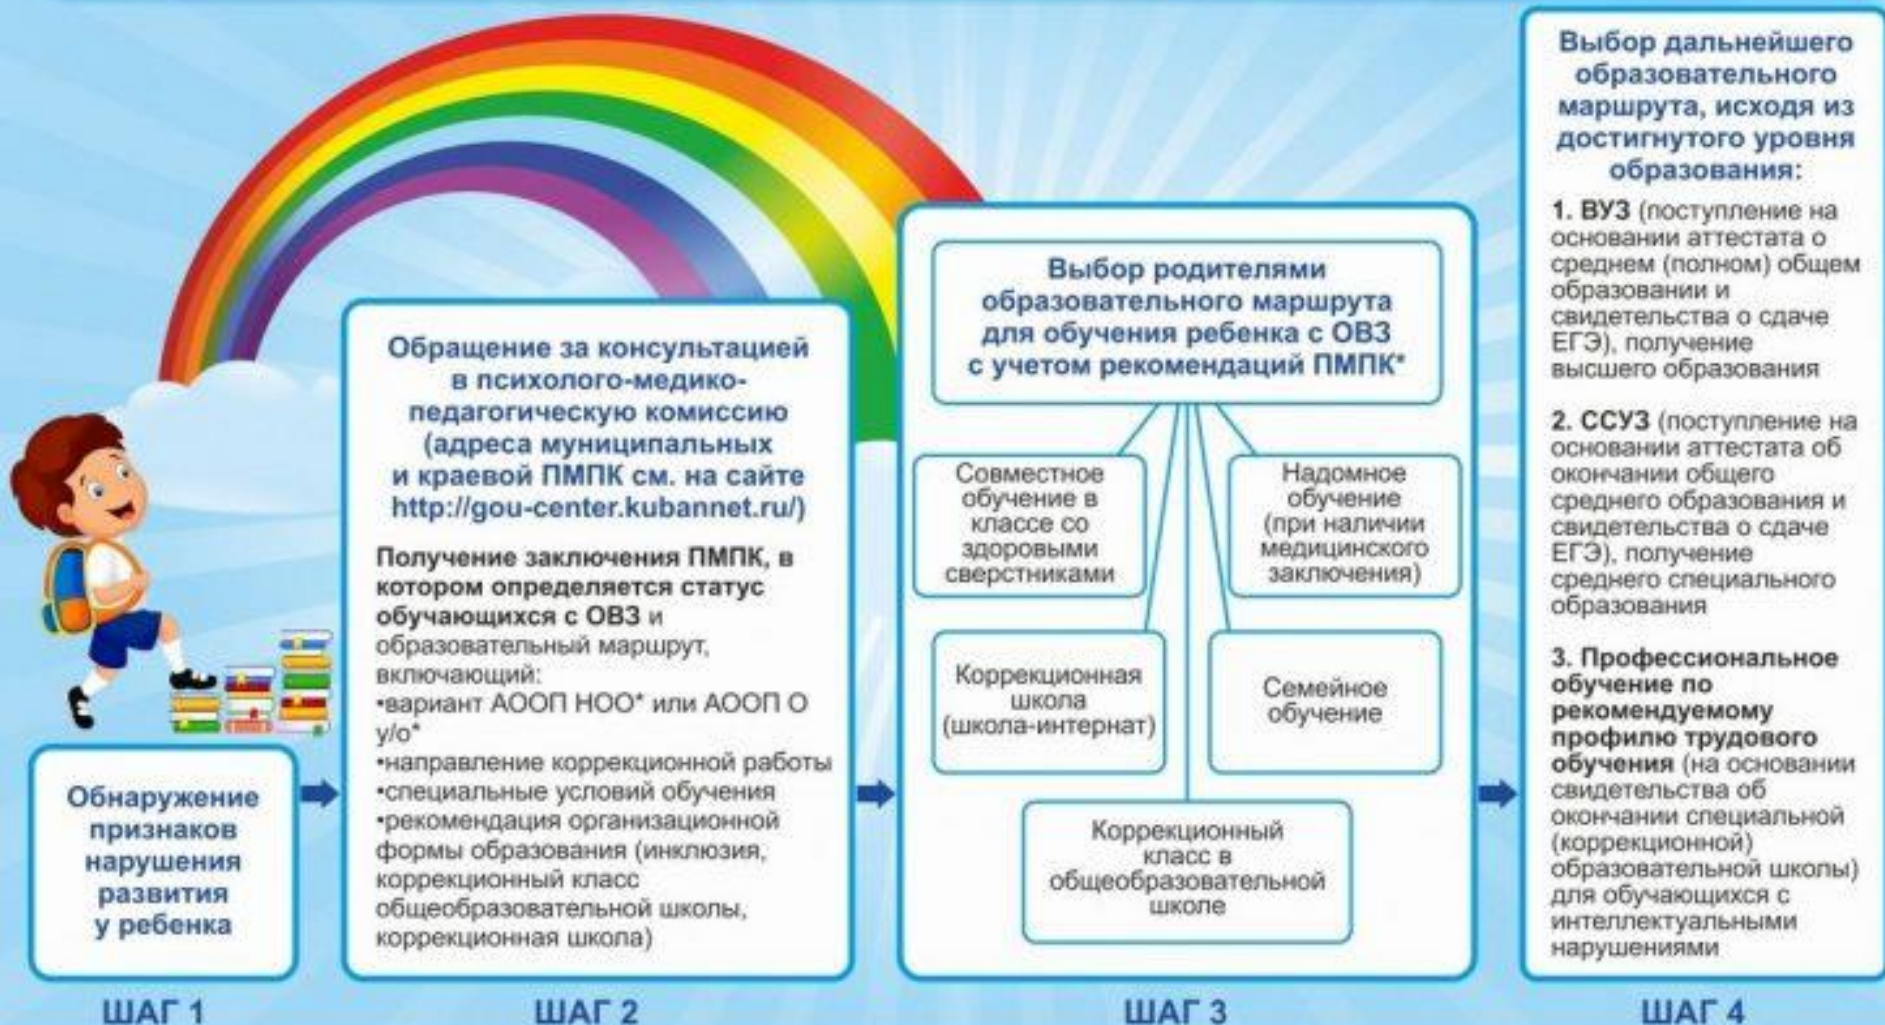 Обнаружение
признаков
нарушения
развития
у ребенка
ШАГ 1
Обращение за консультацией
в психолого-медико-
педагогическую комиссию
(адреса муниципальных
и краевой ПМПК см. на сайте
http://gou-center.kubannet.ru/)
Получение заключения ПМПК, в
котором определяется статус
обучающихся с ОВЗ и
образовательный маршрут,
включающий:
•вариант АООП НОО* или АООП О
у/о*
•направление коррекционной работы
•специальные условий обучения
•рекомендация организационной
формы образования (инклюзия,
коррекционный класс
общеобразовательной школы,
коррекционная школа)
ШАГ 2
Выбор родителями
образовательного маршрута
для обучения ребенка с ОВЗ
с учетом рекомендаций ПМПК*
Совместное
обучение в
классе со
здоровыми
сверстниками
Надомное
обучение
(при наличии
медицинского
заключения)
Коррекционная
школа
(школа-интернат)
Семейное
обучение
Коррекционный
класс в
общеобразовательной
школе
ШАГ 3
Выбор дальнейшего
образовательного
маршрута, исходя из
достигнутого уровня
образования:
1. ВУЗ (поступление на
основании аттестата о
среднем (полном) общем
образовании и
свидетельства о сдаче
ЕГЭ), получение
высшего образования
2. ССУЗ (поступление на
основании аттестата об
окончании общего
среднего образования и
свидетельства о сдаче
ЕГЭ), получение
среднего специального
образования
3. Профессиональное
обучение по
рекомендуемому
профилю трудового
обучения (на основании
свидетельства об
окончании специальной
(коррекционной)
образовательной школы)
для обучающихся с
интеллектуальными
нарушениями
ШАГ 4